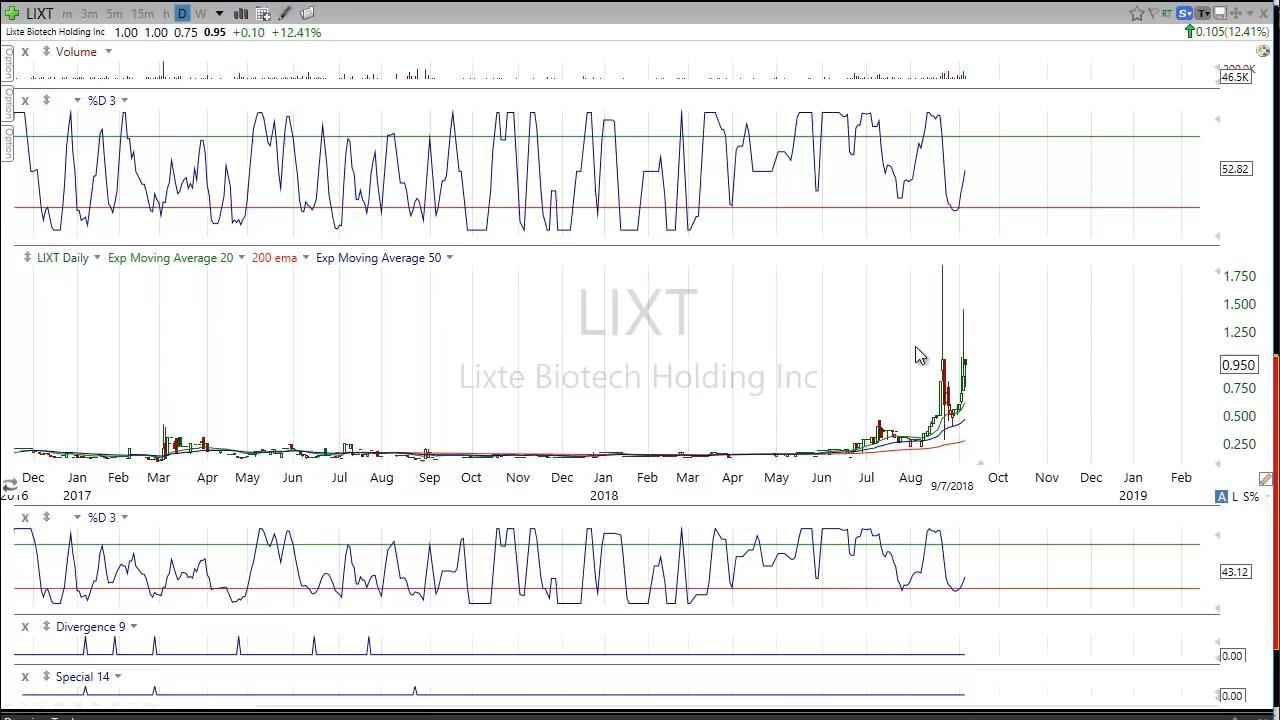 LIXT m 3m 5m 15m h D W RT S T
Lixte Biotech Holding Inc 1.00 1.00 0.75 0.95 +0.10 +12.41% 0.105(12.41%)
Volume
46.5K
Option
Option
Option
%D 3
52.82
LIXT Daily Exp Moving Average 20 200 ema Exp Moving Average 50
LIXT
Lixte Biotech Holding Inc
1.750
1.500
1.250
0.950
0.750
0.500
0.250
Dec Jan Feb Mar Apr May Jun Jul Aug Sep Oct Nov Dec Jan Feb Mar Apr May Jun Jul Aug 9/7/2018 Oct Nov Dec Jan Feb
2016 2017 2018 2019 A L S%
%D 3
43.12
Divergence 9
0.00
Special 14
0.00